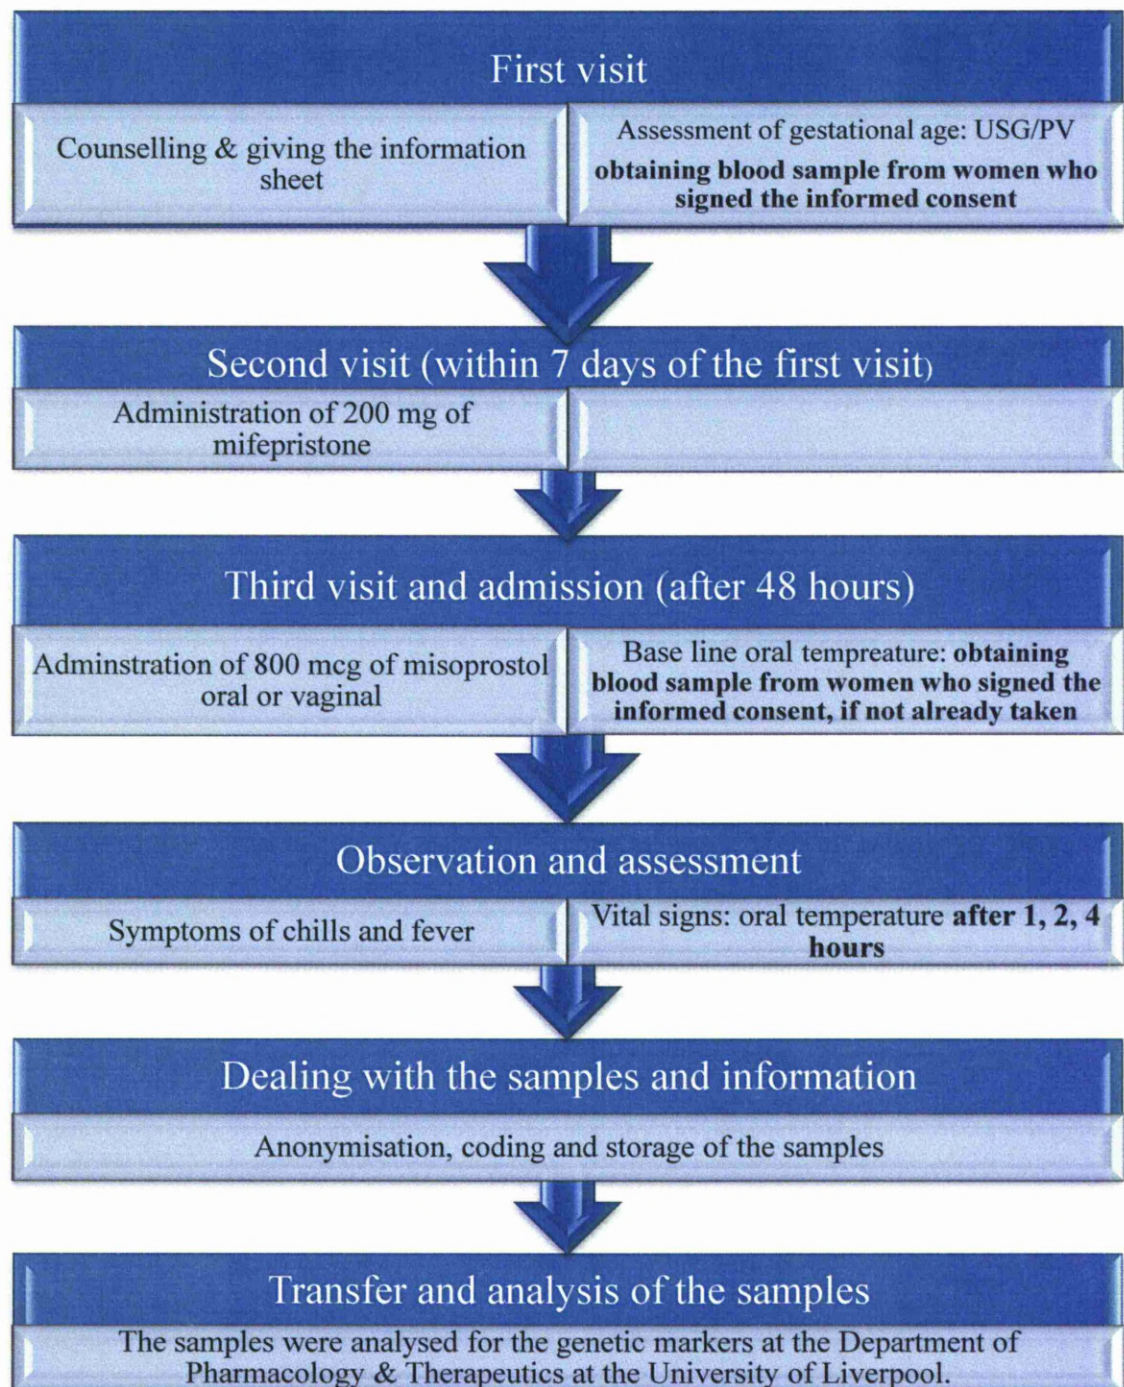 First visit
Counselling & giving the information
sheet
Assessment of gestational age: USG/PV
obtaining blood sample from women who
signed the informed consent
Second visit (within 7 days of the first visit)
Administration of 200 mg of
mifepristone
Third visit and admission (after 48 hours)
Adminstration of 800 mcg of misoprostol
oral or vaginal
Base line oral tempreature: obtaining
blood sample from women who signed the
informed consent, if not already taken
Observation and assessment
Symptoms of chills and fever
Vital signs: oral temperature after 1, 2, 4
hours
Dealing with the samples and information
Anonymisation, coding and storage of the samples
Transfer and analysis of the samples
The samples were analysed for the genetic markers at the Department of
Pharmacology & Therapeutics at the University of Liverpool.